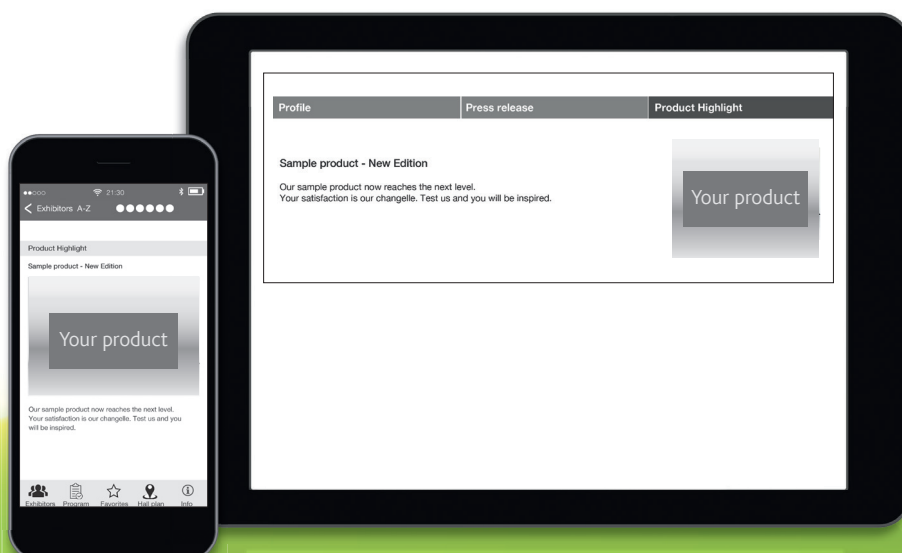 Profile Press release Product Highlight
Sample product - New Edition
Our sample product now reaches the next level.
Your satisfaction is our changelle. Test us and you will be inspired.
Your product
21:30
Exhibitors A-Z
Product Highlight
Sample product - New Edition
Your product
Our sample product now reaches the next level.
Your satisfaction is our changelle. Test us and you
will be inspired.
Exhibitors Program Favorites Hall plan Info